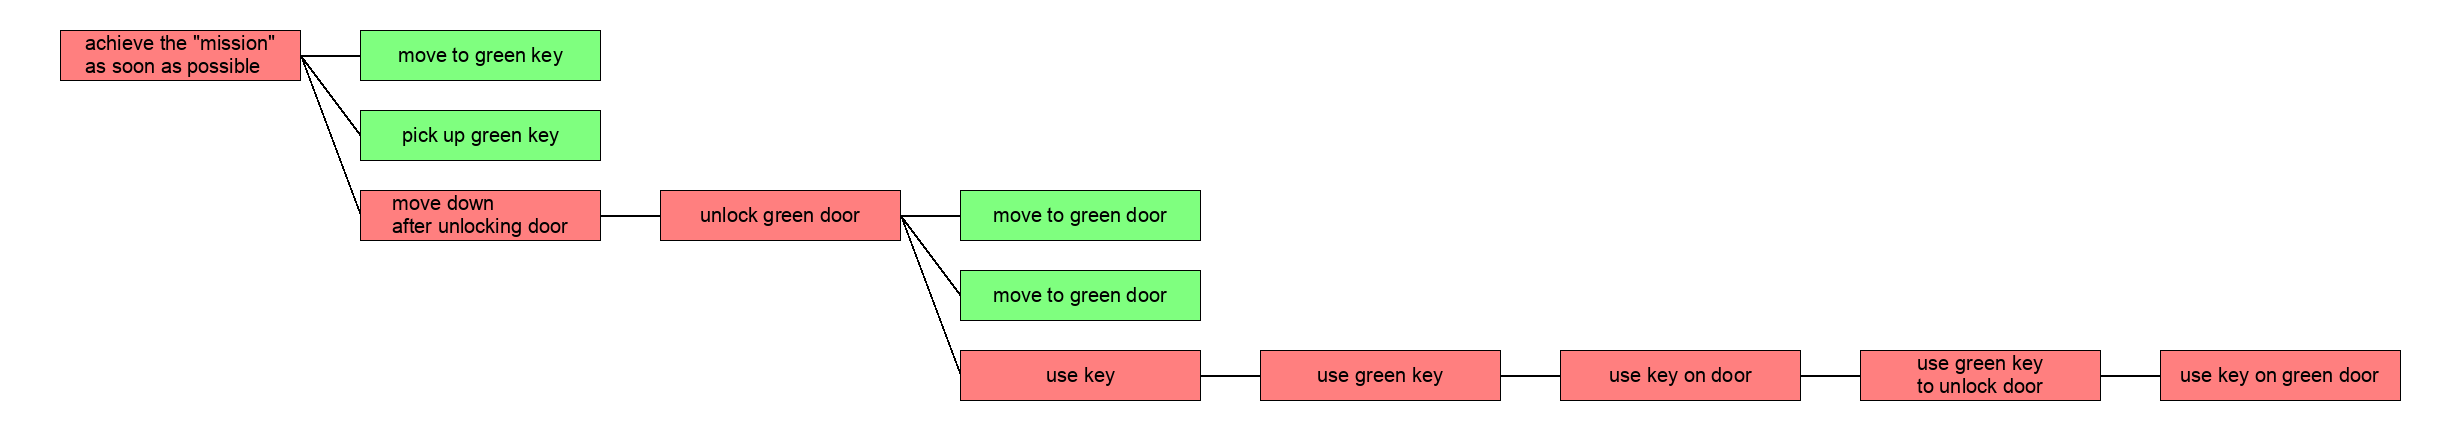 achieve the "mission"
as soon as possible
move to green key
pick up green key
move down
after unlocking door
unlock green door
move to green door
move to green door
use key
use green key
use key on door
use green key
to unlock door
use key on green door